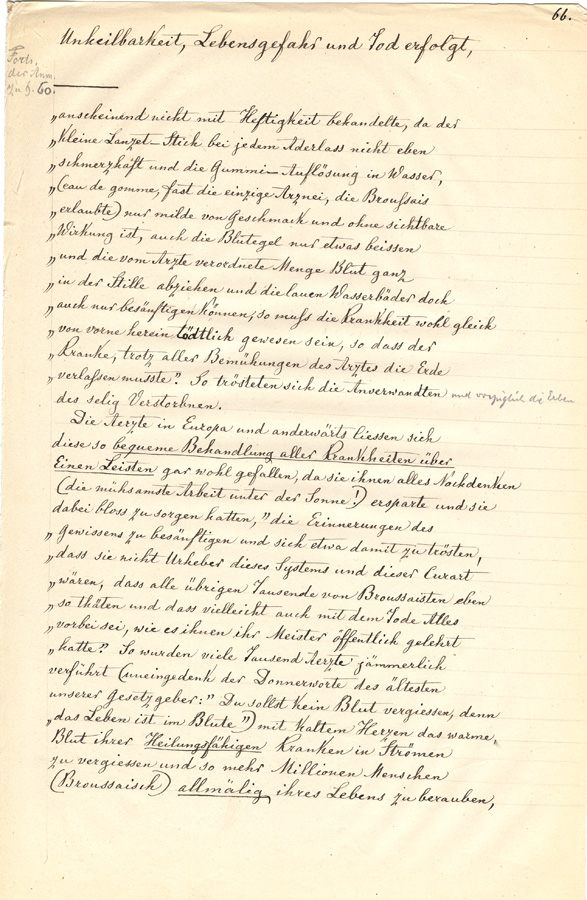 66.
Unheilbarkeit, Lebensgefahr und Tod erfolgt,
Forts.
der Anm.
zu § 60.
„anscheinend nicht mit Heftigkeit behandelte, da der
„kleine Lanzet-Stich bei jedem Aderlass nicht eben
„schmerzhaft und die Gummi-Auflösung in Wasser,
„(eau de gomme, fast die einzige Arznei, die Broußais
„erlaubte) nur milde von Geschmack und ohne sichtbare
„Wirkung ist, auch die Blutegel nur etwas beissen
„und die vom Arzte verordnete Menge Blut ganz
„in der Stille abziehen und die lauen Wasserbäder doch
„auch nur besänftigen können; so muß die Krankheit wohl gleich
„von vorne herein tödtlich gewesen sein, so dass der
„Kranke, trotz aller Bemühungen des Arztes die Erde
„verlaßen musste". So trösteten sich die Anverwandten und vorzüglich die Erben
des selig Verstorbnen.
Die Aerzte in Europa und anderwärts liessen sich
diese so bequeme Behandlung aller Krankheiten über
Einen Leisten gar wohl gefallen, da sie ihnen alles Nachdenken
(die mühsamste Arbeit unter der Sonne!) ersparte und sie
dabei bloss zu sorgen hatten, "die Erinnerungen des
„Gewissens zu besänftigen und sich etwa damit zu trösten,
„dass sie nicht Urheber dieses Systems und dieser Curart
„wären, dass alle übrigen Tausende von Broussaisten eben
„so thäten und dass vielleicht auch mit dem Tode Alles
„vorbei sei, wie es ihnen ihr Meister öffentlich gelehrt
„hatte". So wurden viele Tausend Aerzte jämmerlich
verführt (uneingedenk der Donnerworte des ältesten
unserer Gesetzgeber: "Du sollst kein Blut vergiessen, denn
„das Leben ist im Blute") mit kaltem Herzen das warme,
Blut ihrer Heilungsfähigen Kranken in Strömen
zu vergiessen und so mehr Millionen Menschen
(Broussaisch) allmälig ihres Lebens zu berauben,